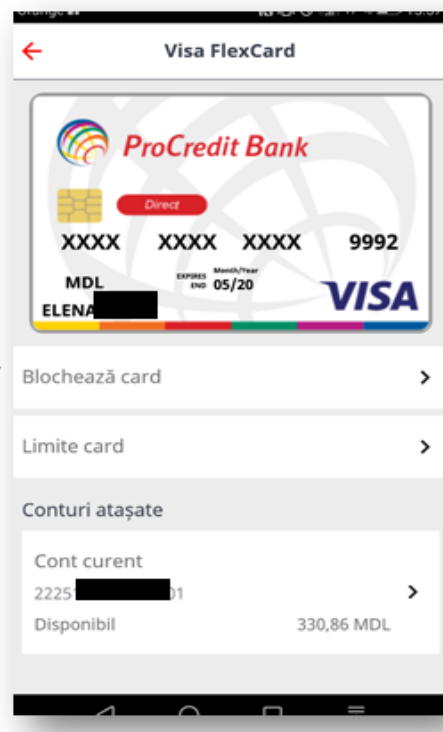 Visa FlexCard
ProCredit Bank
Direct
XXXX XXXX XXXX 9992
MDL
EXPIRES END Month/Year 05/20
VISA
ELENA
Blochează card
Limite card
Conturi atașate
Cont curent
2225 01
Disponibil 330,86 MDL